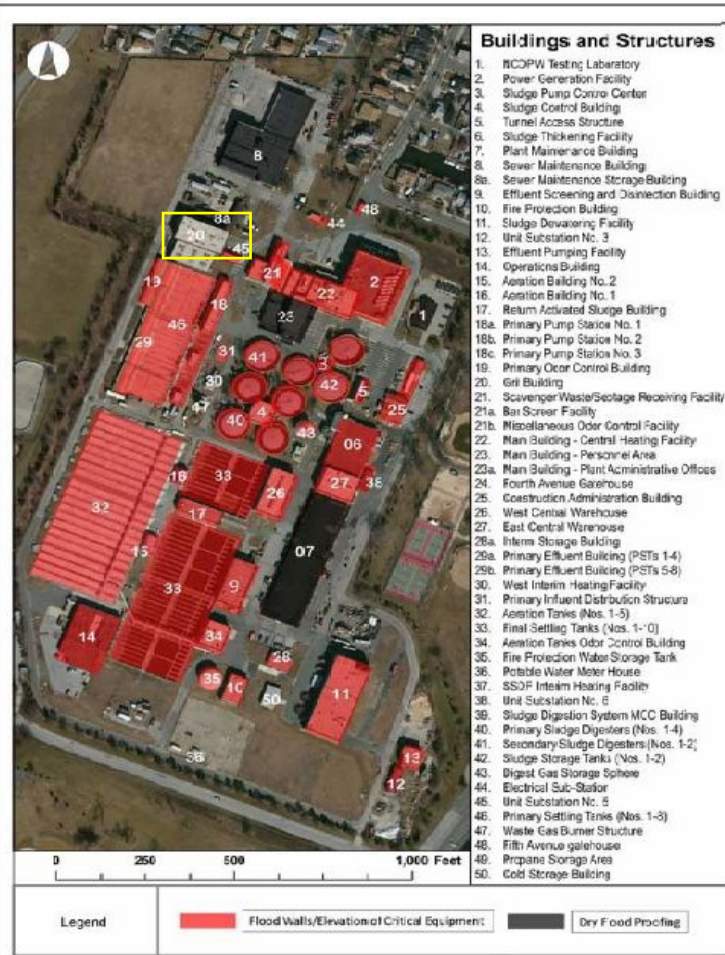 Buildings and Structures
1. NCDPW Testing Laboratory
2. Power Generation Facility
3. Sludge Pump Control Center
4. Sludge Control Building
5. Tunnel Access Structure
6. Sludge Thickening Facility
7. Plant Maintenance Building
8. Sewer Maintenance Building
8a. Sewer Maintenance Storage Building
9. Effluent Screening and Disinfection Building
10. Fire Protection Building
11. Sludge Dewatering Facility
12. Unit Substation No. 3
13. Effluent Pumping Facility
14. Operations Building
15. Aeration Building No. 2
16. Aeration Building No. 1
17. Return Activated Sludge Building
18a. Primary Pump Station No. 1
18b. Primary Pump Station No. 2
18c. Primary Pump Station No. 3
19. Primary Odor Control Building
20. Grit Building
21. Scavenger Waste/Septage Receiving Facility
21a. Bar Screen Facility
21b. Miscellaneous Odor Control Facility
22. Main Building - Central Heating Facility
23. Main Building - Personnel Area
23a. Main Building - Plant Administrative Offices
24. Fourth Avenue Gatehouse
25. Construction Administration Building
26. West Central Warehouse
27. East Central Warehouse
28a. Interim Storage Building
29a. Primary Effluent Building (PSTs 1-4)
29b. Primary Effluent Building (PSTs 5-8)
30. West Interim Heating Facility
31. Primary Influent Distribution Structure
32. Aeration Tanks (Nos. 1-5)
33. Final Settling Tanks (Nos. 1-10)
34. Aeration Tanks Odor Control Building
35. Fire Protection Water Storage Tank
36. Potable Water Meter House
37. SSDF Interim Heating Facility
38. Unit Substation No. 6
39. Sludge Digestion System MCC Building
40. Primary Sludge Digesters (Nos. 1-4)
41. Secondary Sludge Digesters (Nos. 1-2)
42. Sludge Storage Tanks (Nos. 1-2)
43. Digest Gas Storage Sphere
44. Electrical Sub-Station
45. Unit Substation No. 5
46. Primary Settling Tanks (Nos. 1-8)
47. Waste Gas Burner Structure
48. Fifth Avenue gatehouse
49. Propane Storage Area
50. Cold Storage Building
8
8a
48
44
20
45
21
2
22
19
18
46
23
1
31
41
3
29
30
42
5
47
40
4
25
43
06
16
33
26
27
38
32
17
07
15
33
9
14
34
28
35
10
50
11
36
13
12
0 250 500 1,000 Feet
Legend
Flood Walls/Elevation of Critical Equipment
Dry Flood Proofing